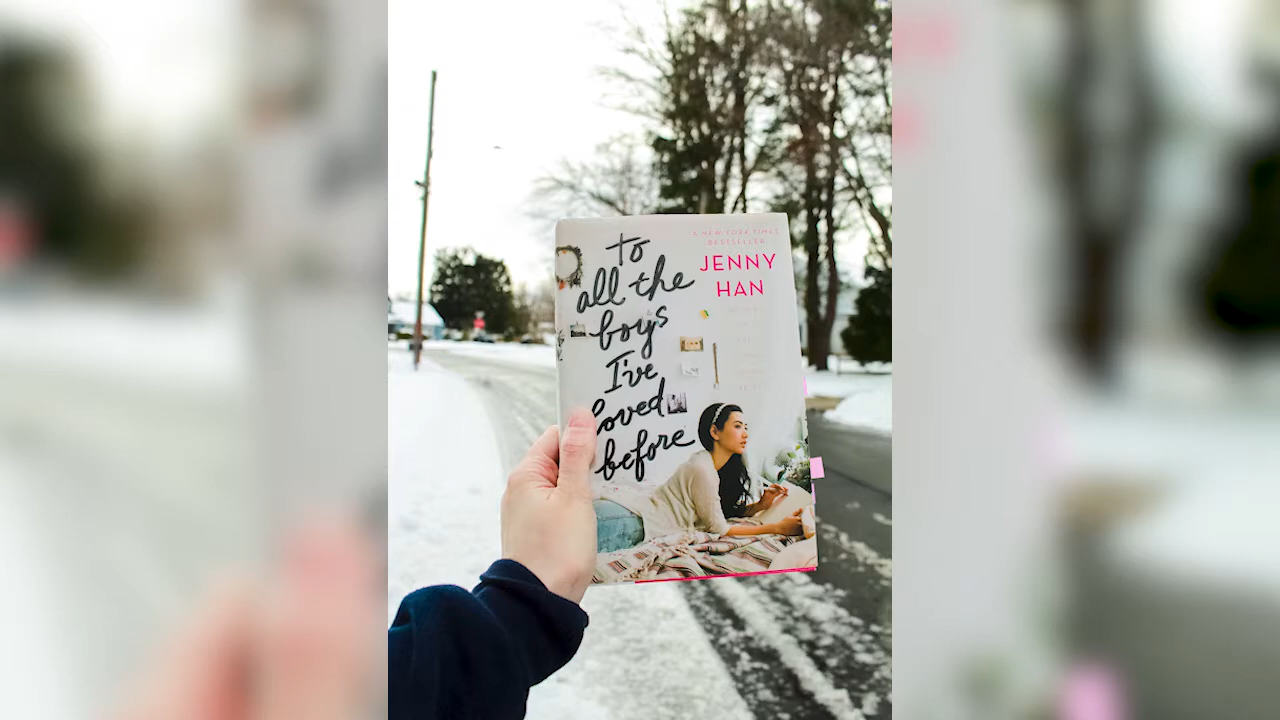 to
all the
boys
I've
loved
before
A NEW YORK TIMES
BESTSELLER
JENNY
HAN